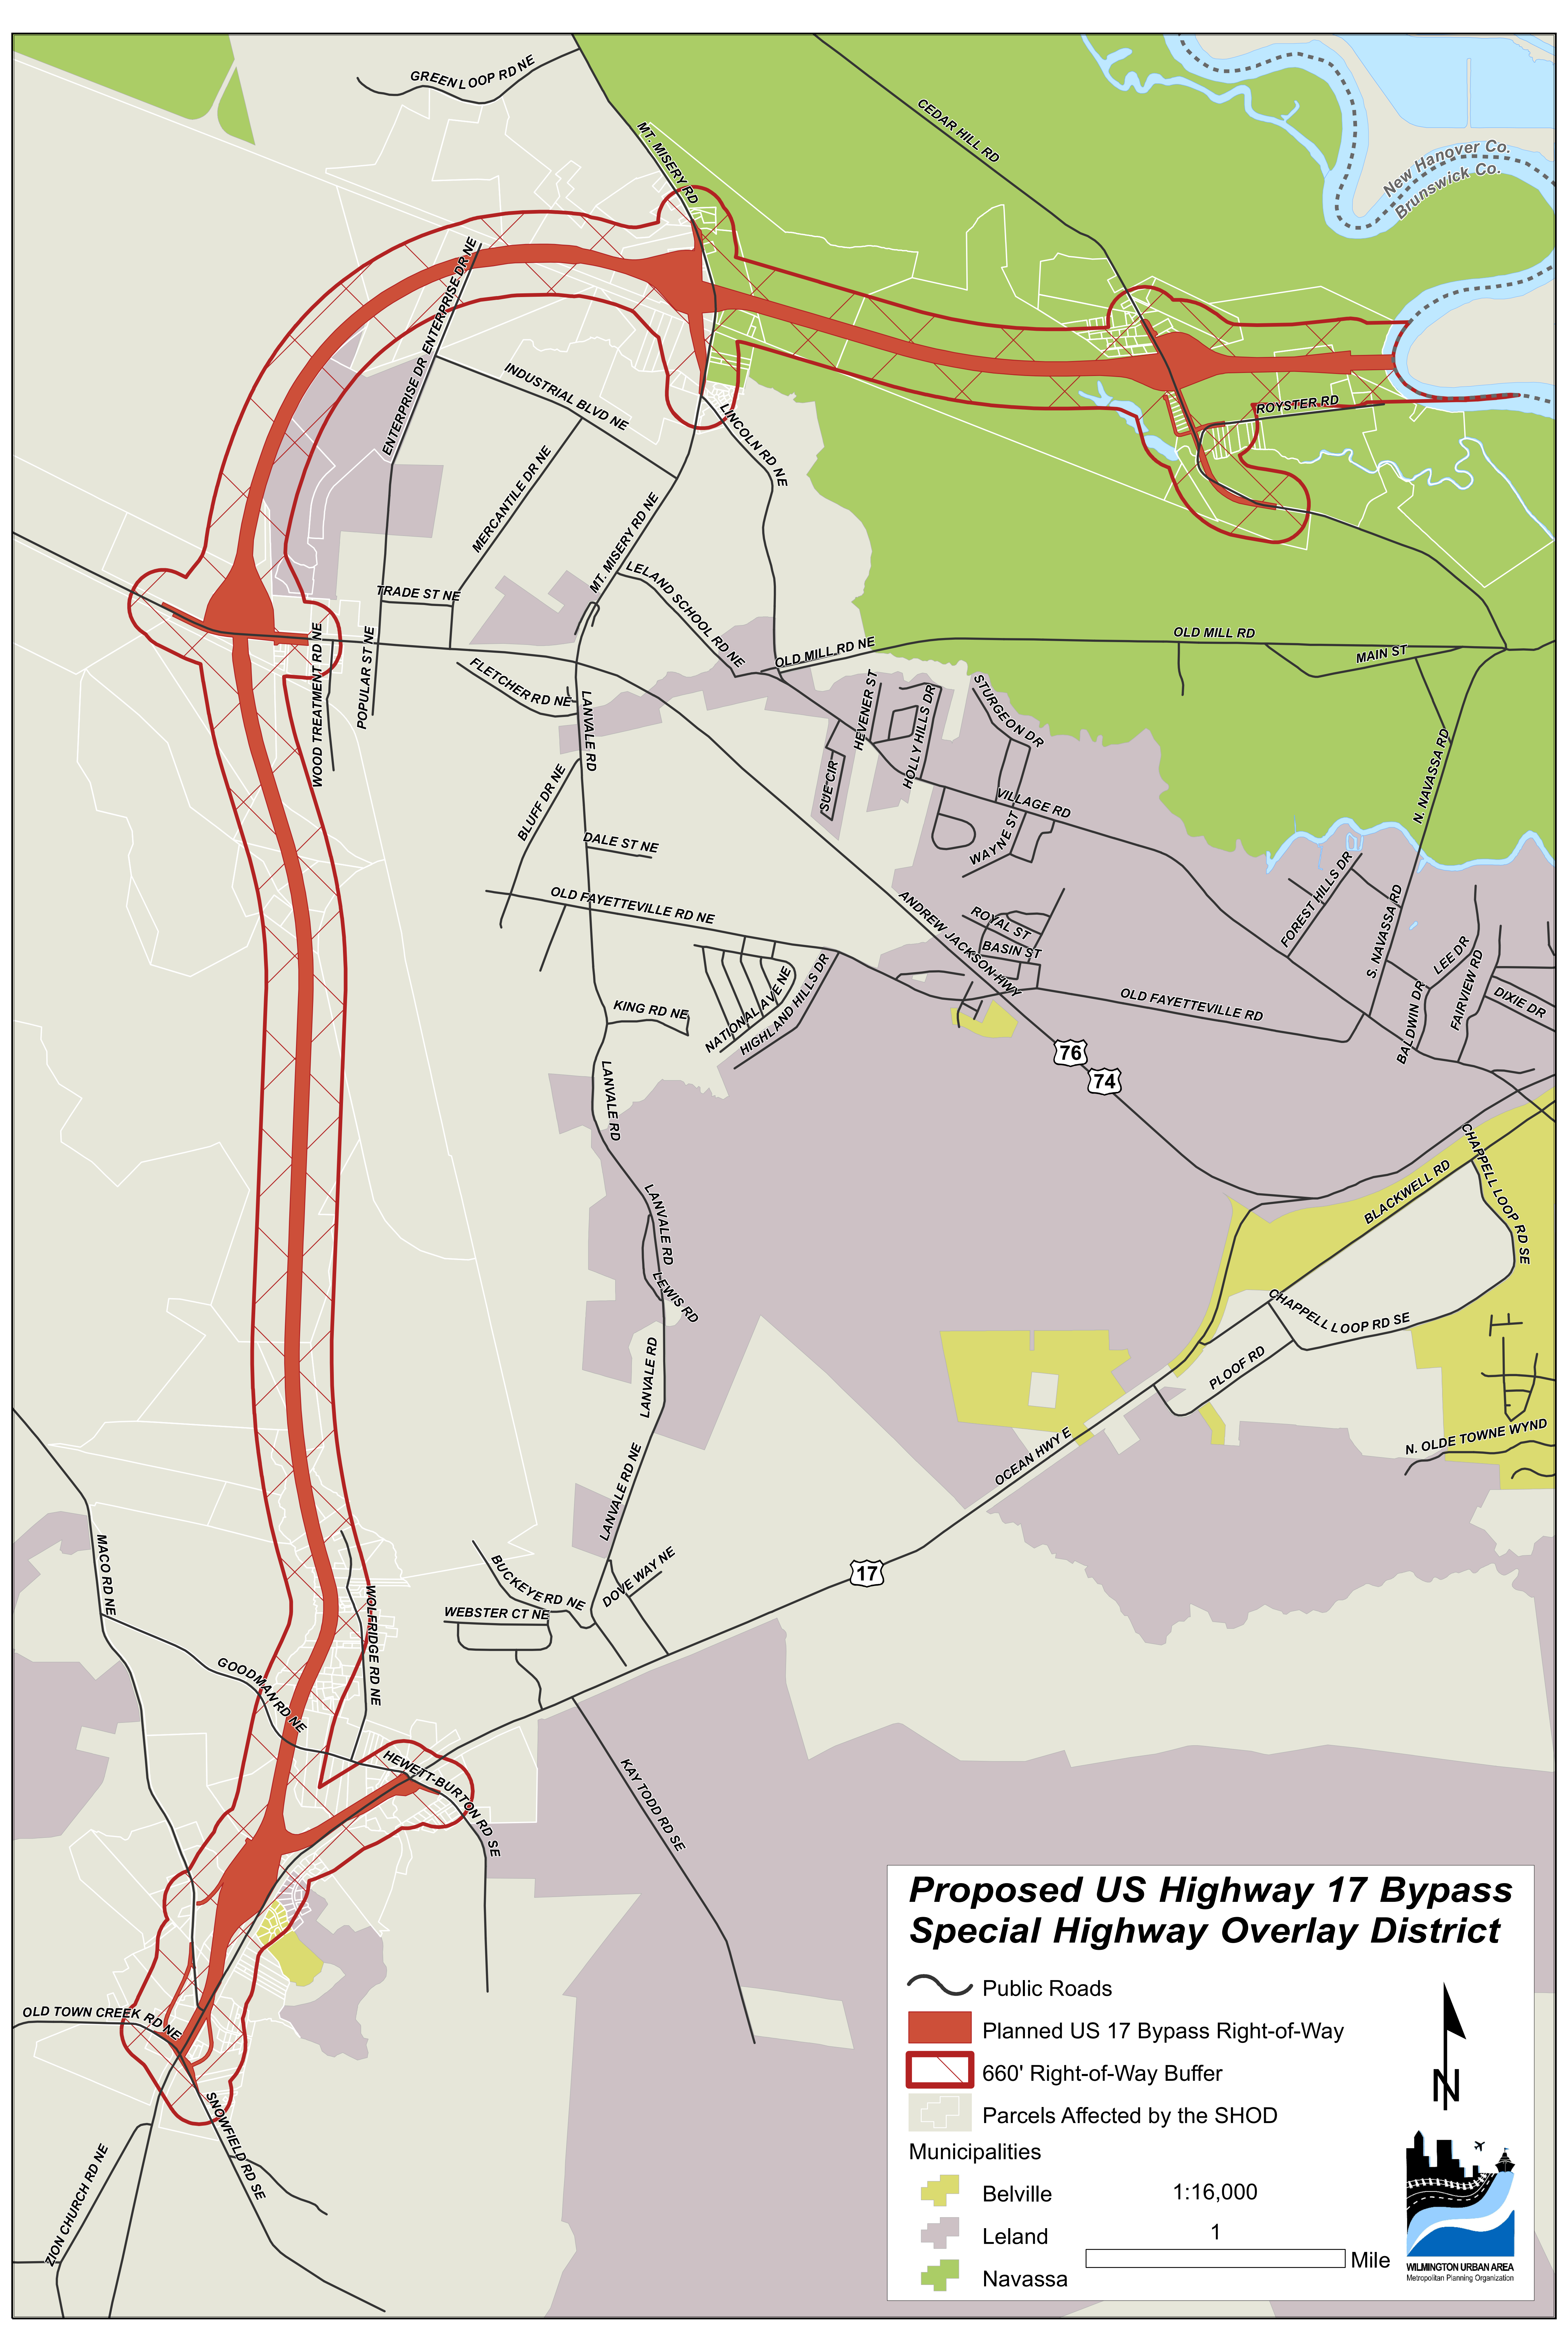 GREEN LOOP RD NE
MT. MISERY RD
CEDAR HILL RD
New Hanover Co.
Brunswick Co.
ENTERPRISE DR NE
ENTERPRISE DR
INDUSTRIAL BLVD NE
LINCOLN RD NE
ROYSTER RD
MERCANTILE DR NE
MT. MISERY RD NE
LELAND SCHOOL RD NE
TRADE ST NE
WOOD TREATMENT RD NE
POPULAR ST NE
FLETCHER RD NE
LANVALE RD
OLD MILL RD NE
OLD MILL RD
MAIN ST
HEVENER ST
HOLLY HILLS DR
STURGEON DR
SUE CIR
VILLAGE RD
WAYNE ST
N. NAVASSA RD
BLUFF DR NE
DALE ST NE
OLD FAYETTEVILLE RD NE
ANDREW JACKSON HWY
ROYAL ST
BASIN ST
FOREST HILLS DR
S. NAVASSA RD
LEE DR
FAIRVIEW RD
DIXIE DR
BALDWIN DR
OLD FAYETTEVILLE RD
KING RD NE
NATIONAL AVE NE
HIGHLAND HILLS DR
76
74
LANVALE RD
LANVALE RD
LEWIS RD
LANVALE RD
CHAPPELL LOOP RD SE
BLACKWELL RD
CHAPPELL LOOP RD SE
PLOOF RD
N. OLDE TOWNE WYND
OCEAN HWY E
LANVALE RD NE
17
MACO RD NE
BUCKEYE RD NE
DOVE WAY NE
WEBSTER CT NE
WOLFRIDGE RD NE
GOODMAN RD NE
HEWETT-BURTON RD SE
KAY TODD RD SE
OLD TOWN CREEK RD NE
SNOWFIELD RD SE
ZION CHURCH RD NE
Proposed US Highway 17 Bypass
Special Highway Overlay District
Public Roads
Planned US 17 Bypass Right-of-Way
660' Right-of-Way Buffer
Parcels Affected by the SHOD
Municipalities
Belville
Leland
Navassa
1:16,000
1
Mile
N
WILMINGTON URBAN AREA
Metropolitan Planning Organization